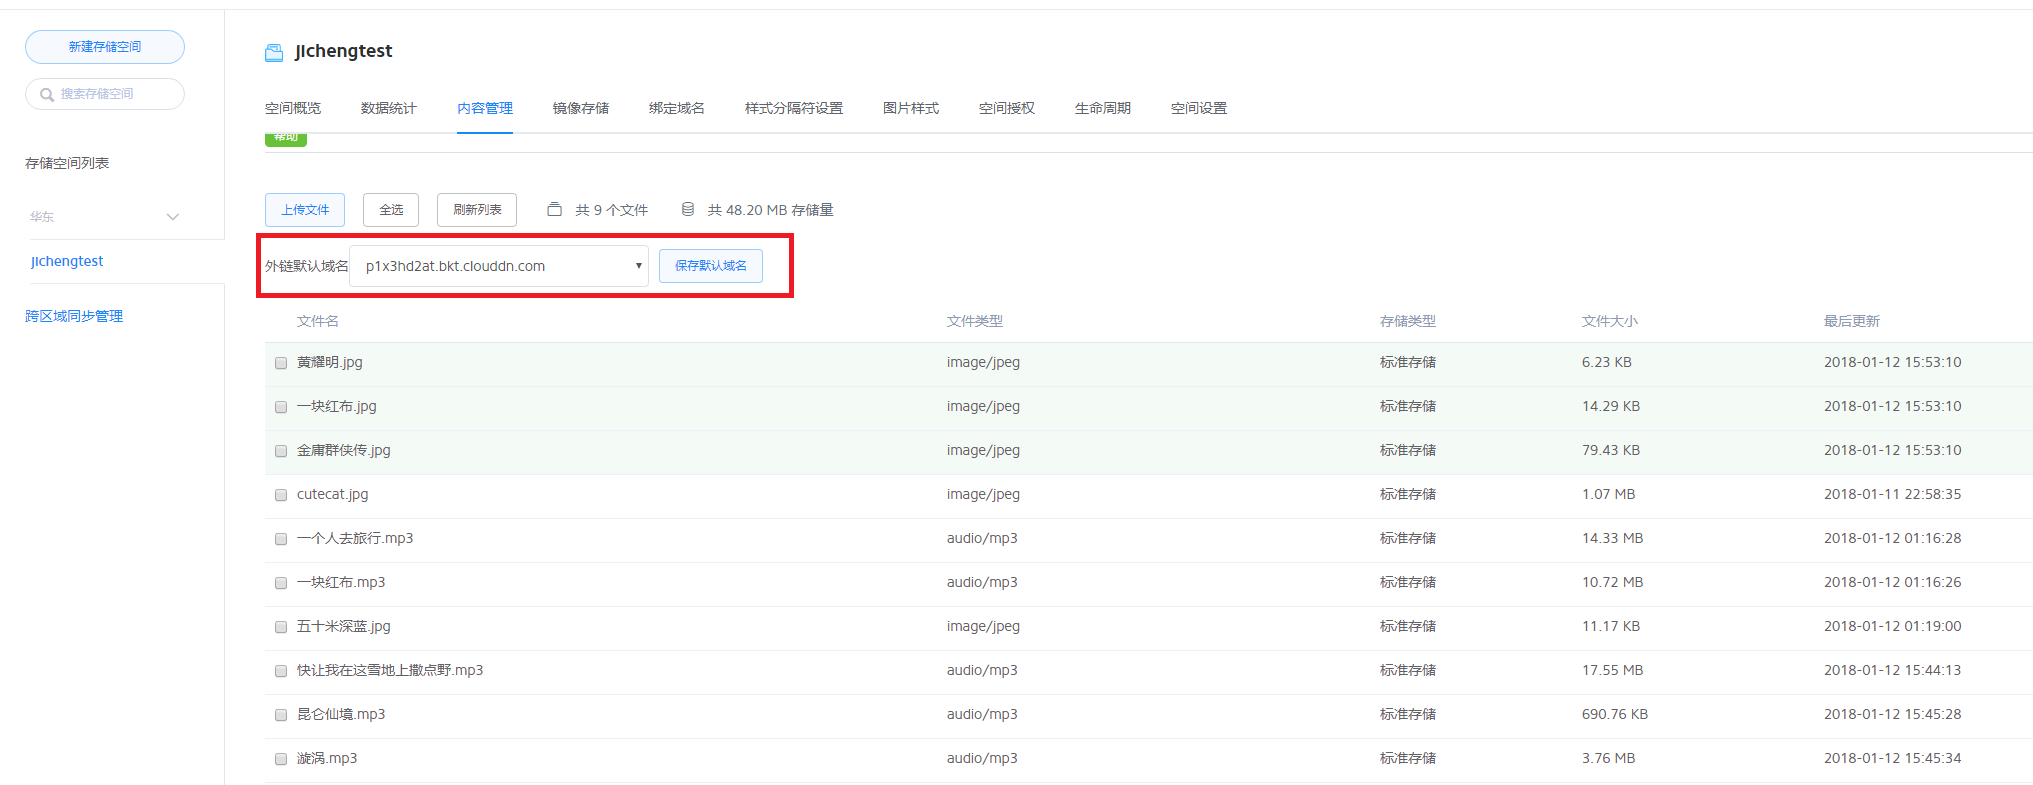 新建存储空间
搜索存储空间
存储空间列表
华东
jichengtest
跨区域同步管理
jichengtest
空间概览 数据统计 内容管理 镜像存储 绑定域名 样式分隔符设置 图片样式 空间授权 生命周期 空间设置
帮助
上传文件 全选 刷新列表 共 9 个文件 共 48.20 MB 存储量
外链默认域名 p1x3hd2at.bkt.clouddn.com 保存默认域名
文件名 文件类型 存储类型 文件大小 最后更新
黄耀明.jpg image/jpeg 标准存储 6.23 KB 2018-01-12 15:53:10
一块红布.jpg image/jpeg 标准存储 14.29 KB 2018-01-12 15:53:10
金庸群侠传.jpg image/jpeg 标准存储 79.43 KB 2018-01-12 15:53:10
cutecat.jpg image/jpeg 标准存储 1.07 MB 2018-01-11 22:58:35
一个人去旅行.mp3 audio/mp3 标准存储 14.33 MB 2018-01-12 01:16:28
一块红布.mp3 audio/mp3 标准存储 10.72 MB 2018-01-12 01:16:26
五十米深蓝.jpg image/jpeg 标准存储 11.17 KB 2018-01-12 01:19:00
快让我在这雪地上撒点野.mp3 audio/mp3 标准存储 17.55 MB 2018-01-12 15:44:13
昆仑仙境.mp3 audio/mp3 标准存储 690.76 KB 2018-01-12 15:45:28
漩涡.mp3 audio/mp3 标准存储 3.76 MB 2018-01-12 15:45:34